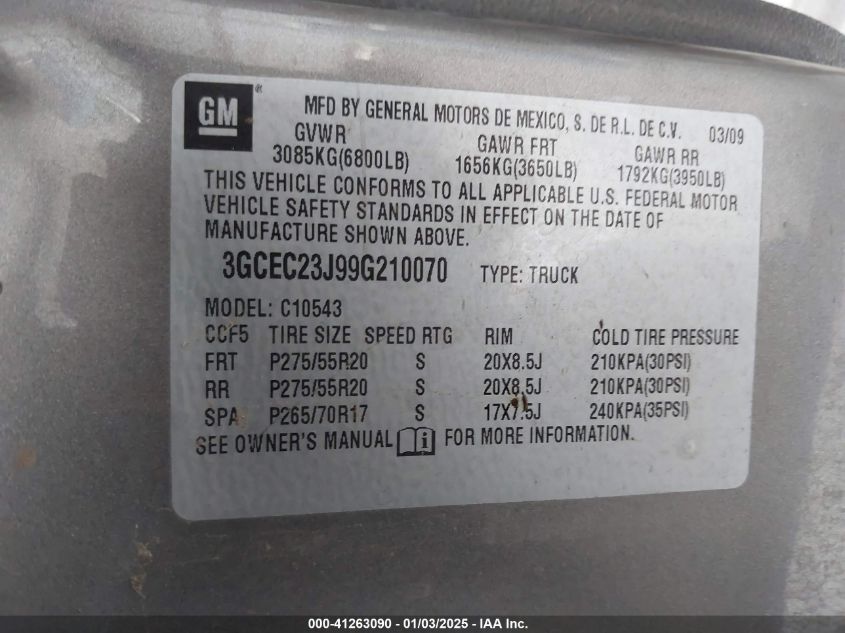 GM ® MFD BY GENERAL MOTORS DE MEXICO, S. DE R.L. DE C.V. 03/09
GVWR GAWR FRT GAWR RR
3085KG(6800LB) 1656KG(3650LB) 1792KG(3950LB)
THIS VEHICLE CONFORMS TO ALL APPLICABLE U.S. FEDERAL MOTOR
VEHICLE SAFETY STANDARDS IN EFFECT ON THE DATE OF
MANUFACTURE SHOWN ABOVE.
3GCEC23J99G210070 TYPE: TRUCK
MODEL: C10543
CCF5 TIRE SIZE SPEED RTG RIM COLD TIRE PRESSURE
FRT P275/55R20 S 20X8.5J 210KPA(30PSI)
RR P275/55R20 S 20X8.5J 210KPA(30PSI)
SPA P265/70R17 S 17X7.5J 240KPA(35PSI)
SEE OWNER'S MANUAL i FOR MORE INFORMATION.
000-41263090 - 01/03/2025 - IAA Inc.